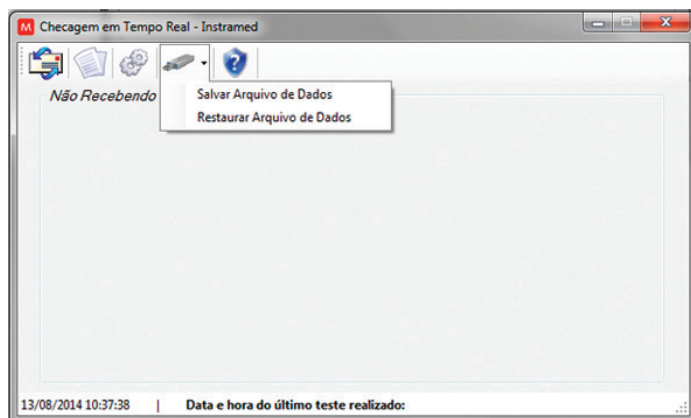 M Checagem em Tempo Real - Instramed
Não Recebendo
Salvar Arquivo de Dados
Restaurar Arquivo de Dados
13/08/2014 10:37:38 | Data e hora do último teste realizado: